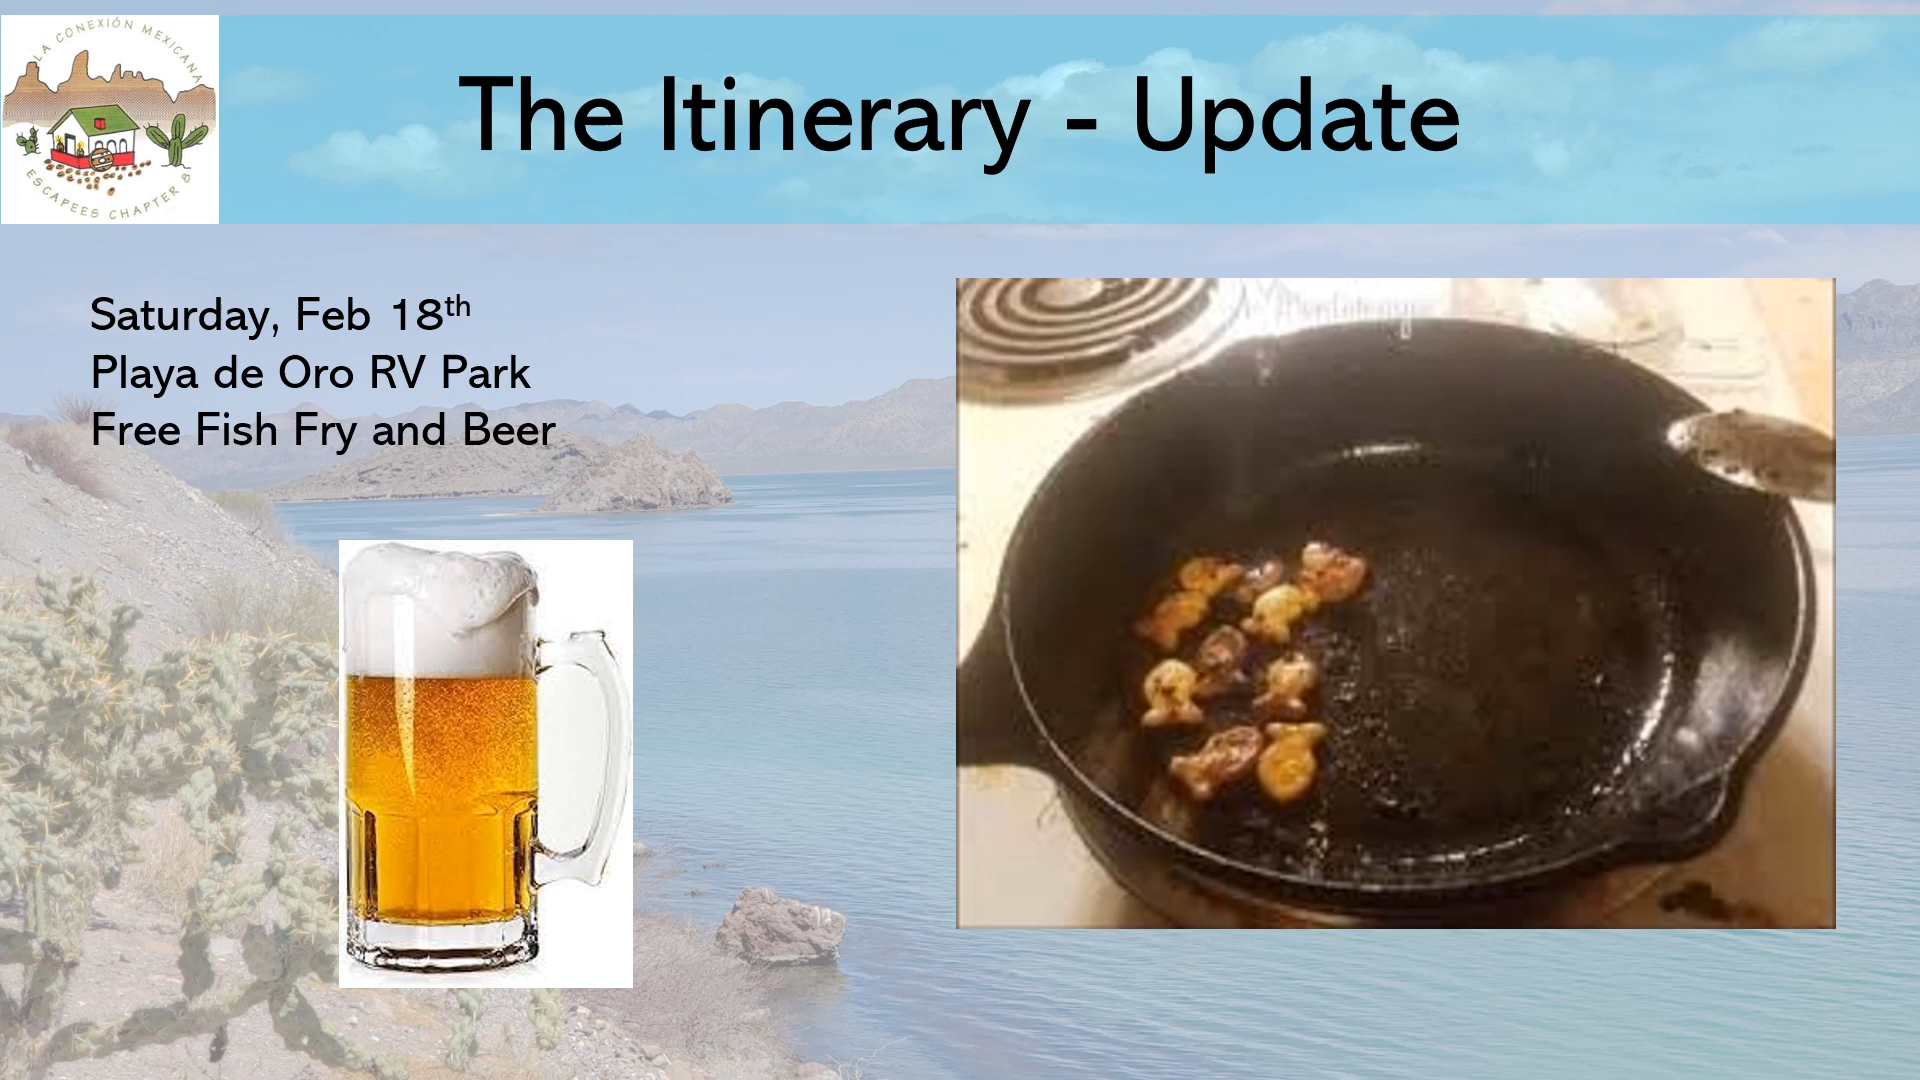 LA CONEXIÓN MEXICANA
ESCAPEES CHAPTER 8
The Itinerary - Update
Saturday, Feb 18th
Playa de Oro RV Park
Free Fish Fry and Beer